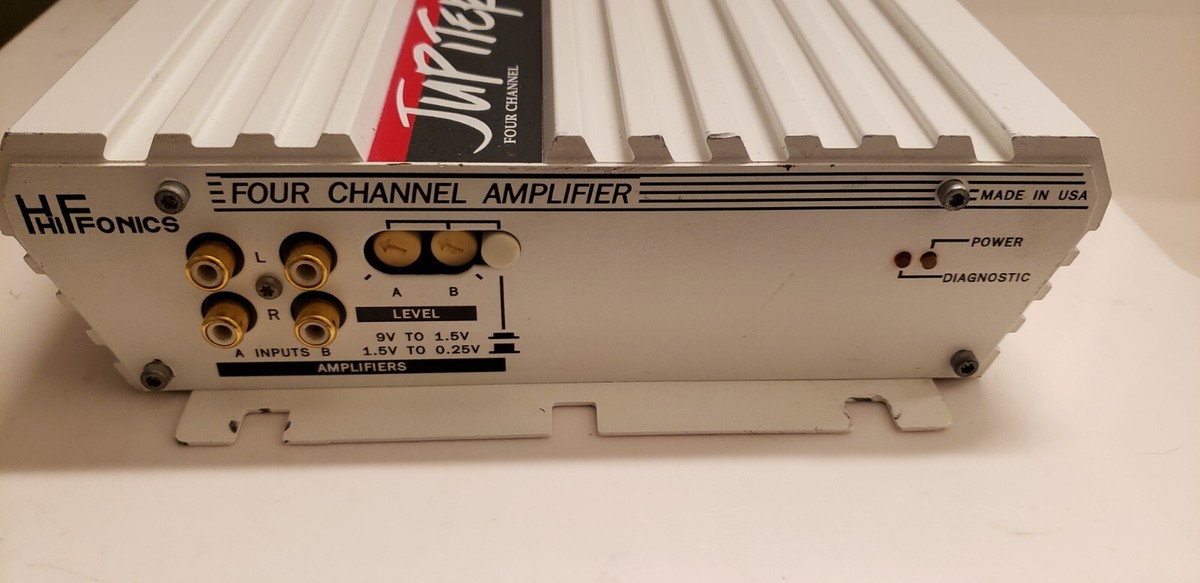 JUPITER
FOUR CHANNEL
HIFONICS
FOUR CHANNEL AMPLIFIER
MADE IN USA
L
R
A INPUTS B
A B
LEVEL
9V TO 1.5V
1.5V TO 0.25V
AMPLIFIERS
POWER
DIAGNOSTIC